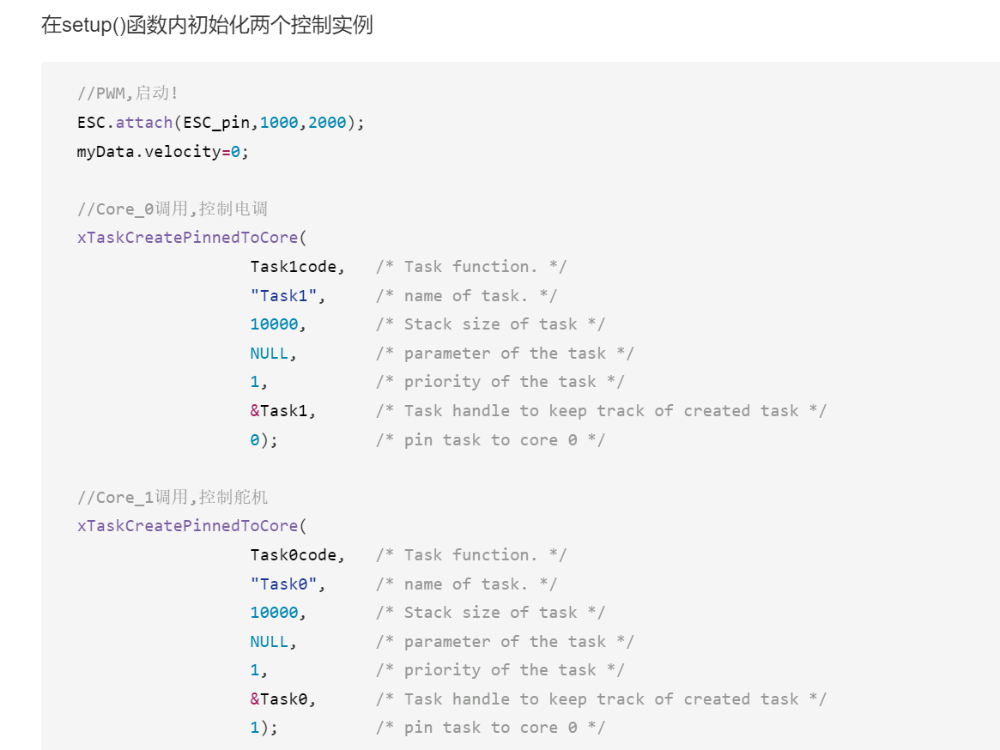 在setup()函数内初始化两个控制实例
//PWM,启动!
ESC.attach(ESC_pin,1000,2000);
myData.velocity=0;
//Core_0调用,控制电调
xTaskCreatePinnedToCore(
Task1code,   /* Task function. */
"Task1",     /* name of task. */
10000,       /* Stack size of task */
NULL,        /* parameter of the task */
1,           /* priority of the task */
&Task1,      /* Task handle to keep track of created task */
0);          /* pin task to core 0 */
//Core_1调用,控制舵机
xTaskCreatePinnedToCore(
Task0code,   /* Task function. */
"Task0",     /* name of task. */
10000,       /* Stack size of task */
NULL,        /* parameter of the task */
1,           /* priority of the task */
&Task0,      /* Task handle to keep track of created task */
1);          /* pin task to core 0 */